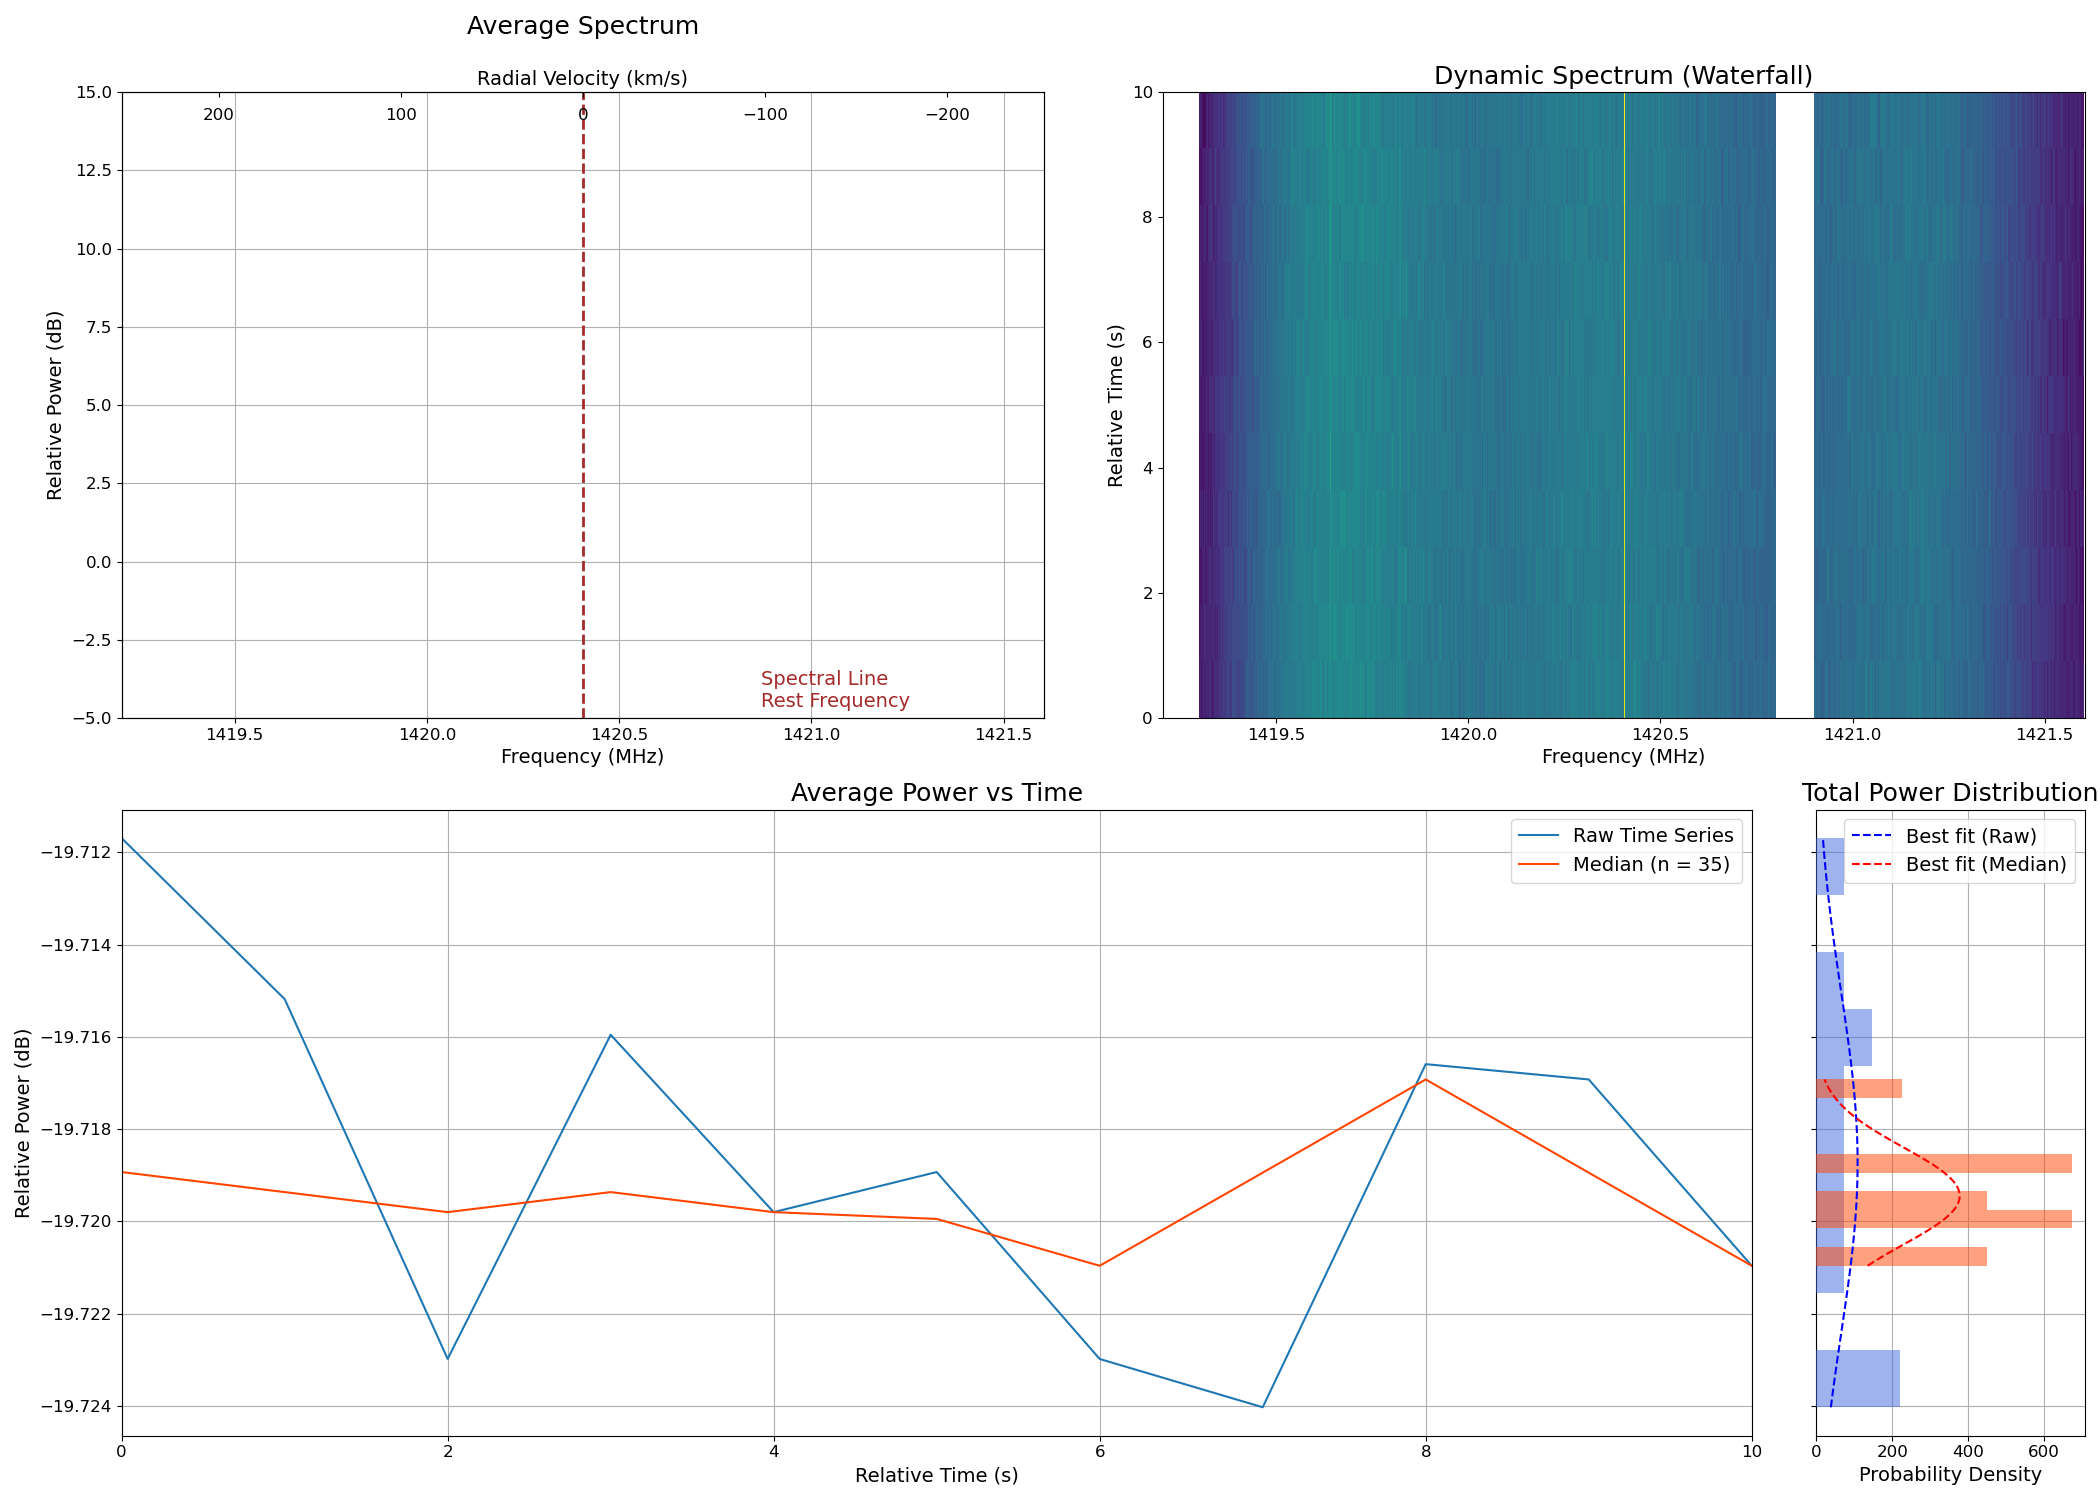 Average Spectrum
Radial Velocity (km/s)
200 100 0 −100 −200
15.0
12.5
10.0
7.5
5.0
2.5
0.0
−2.5
−5.0
Relative Power (dB)
Spectral Line
Rest Frequency
1419.5 1420.0 1420.5 1421.0 1421.5
Frequency (MHz)
Dynamic Spectrum (Waterfall)
10
8
6
4
2
0
Relative Time (s)
1419.5 1420.0 1420.5 1421.0 1421.5
Frequency (MHz)
Average Power vs Time
Raw Time Series
Median (n = 35)
−19.712
−19.714
−19.716
−19.718
−19.720
−19.722
−19.724
Relative Power (dB)
0 2 4 6 8 10
Relative Time (s)
Total Power Distribution
Best fit (Raw)
Best fit (Median)
0 200 400 600
Probability Density